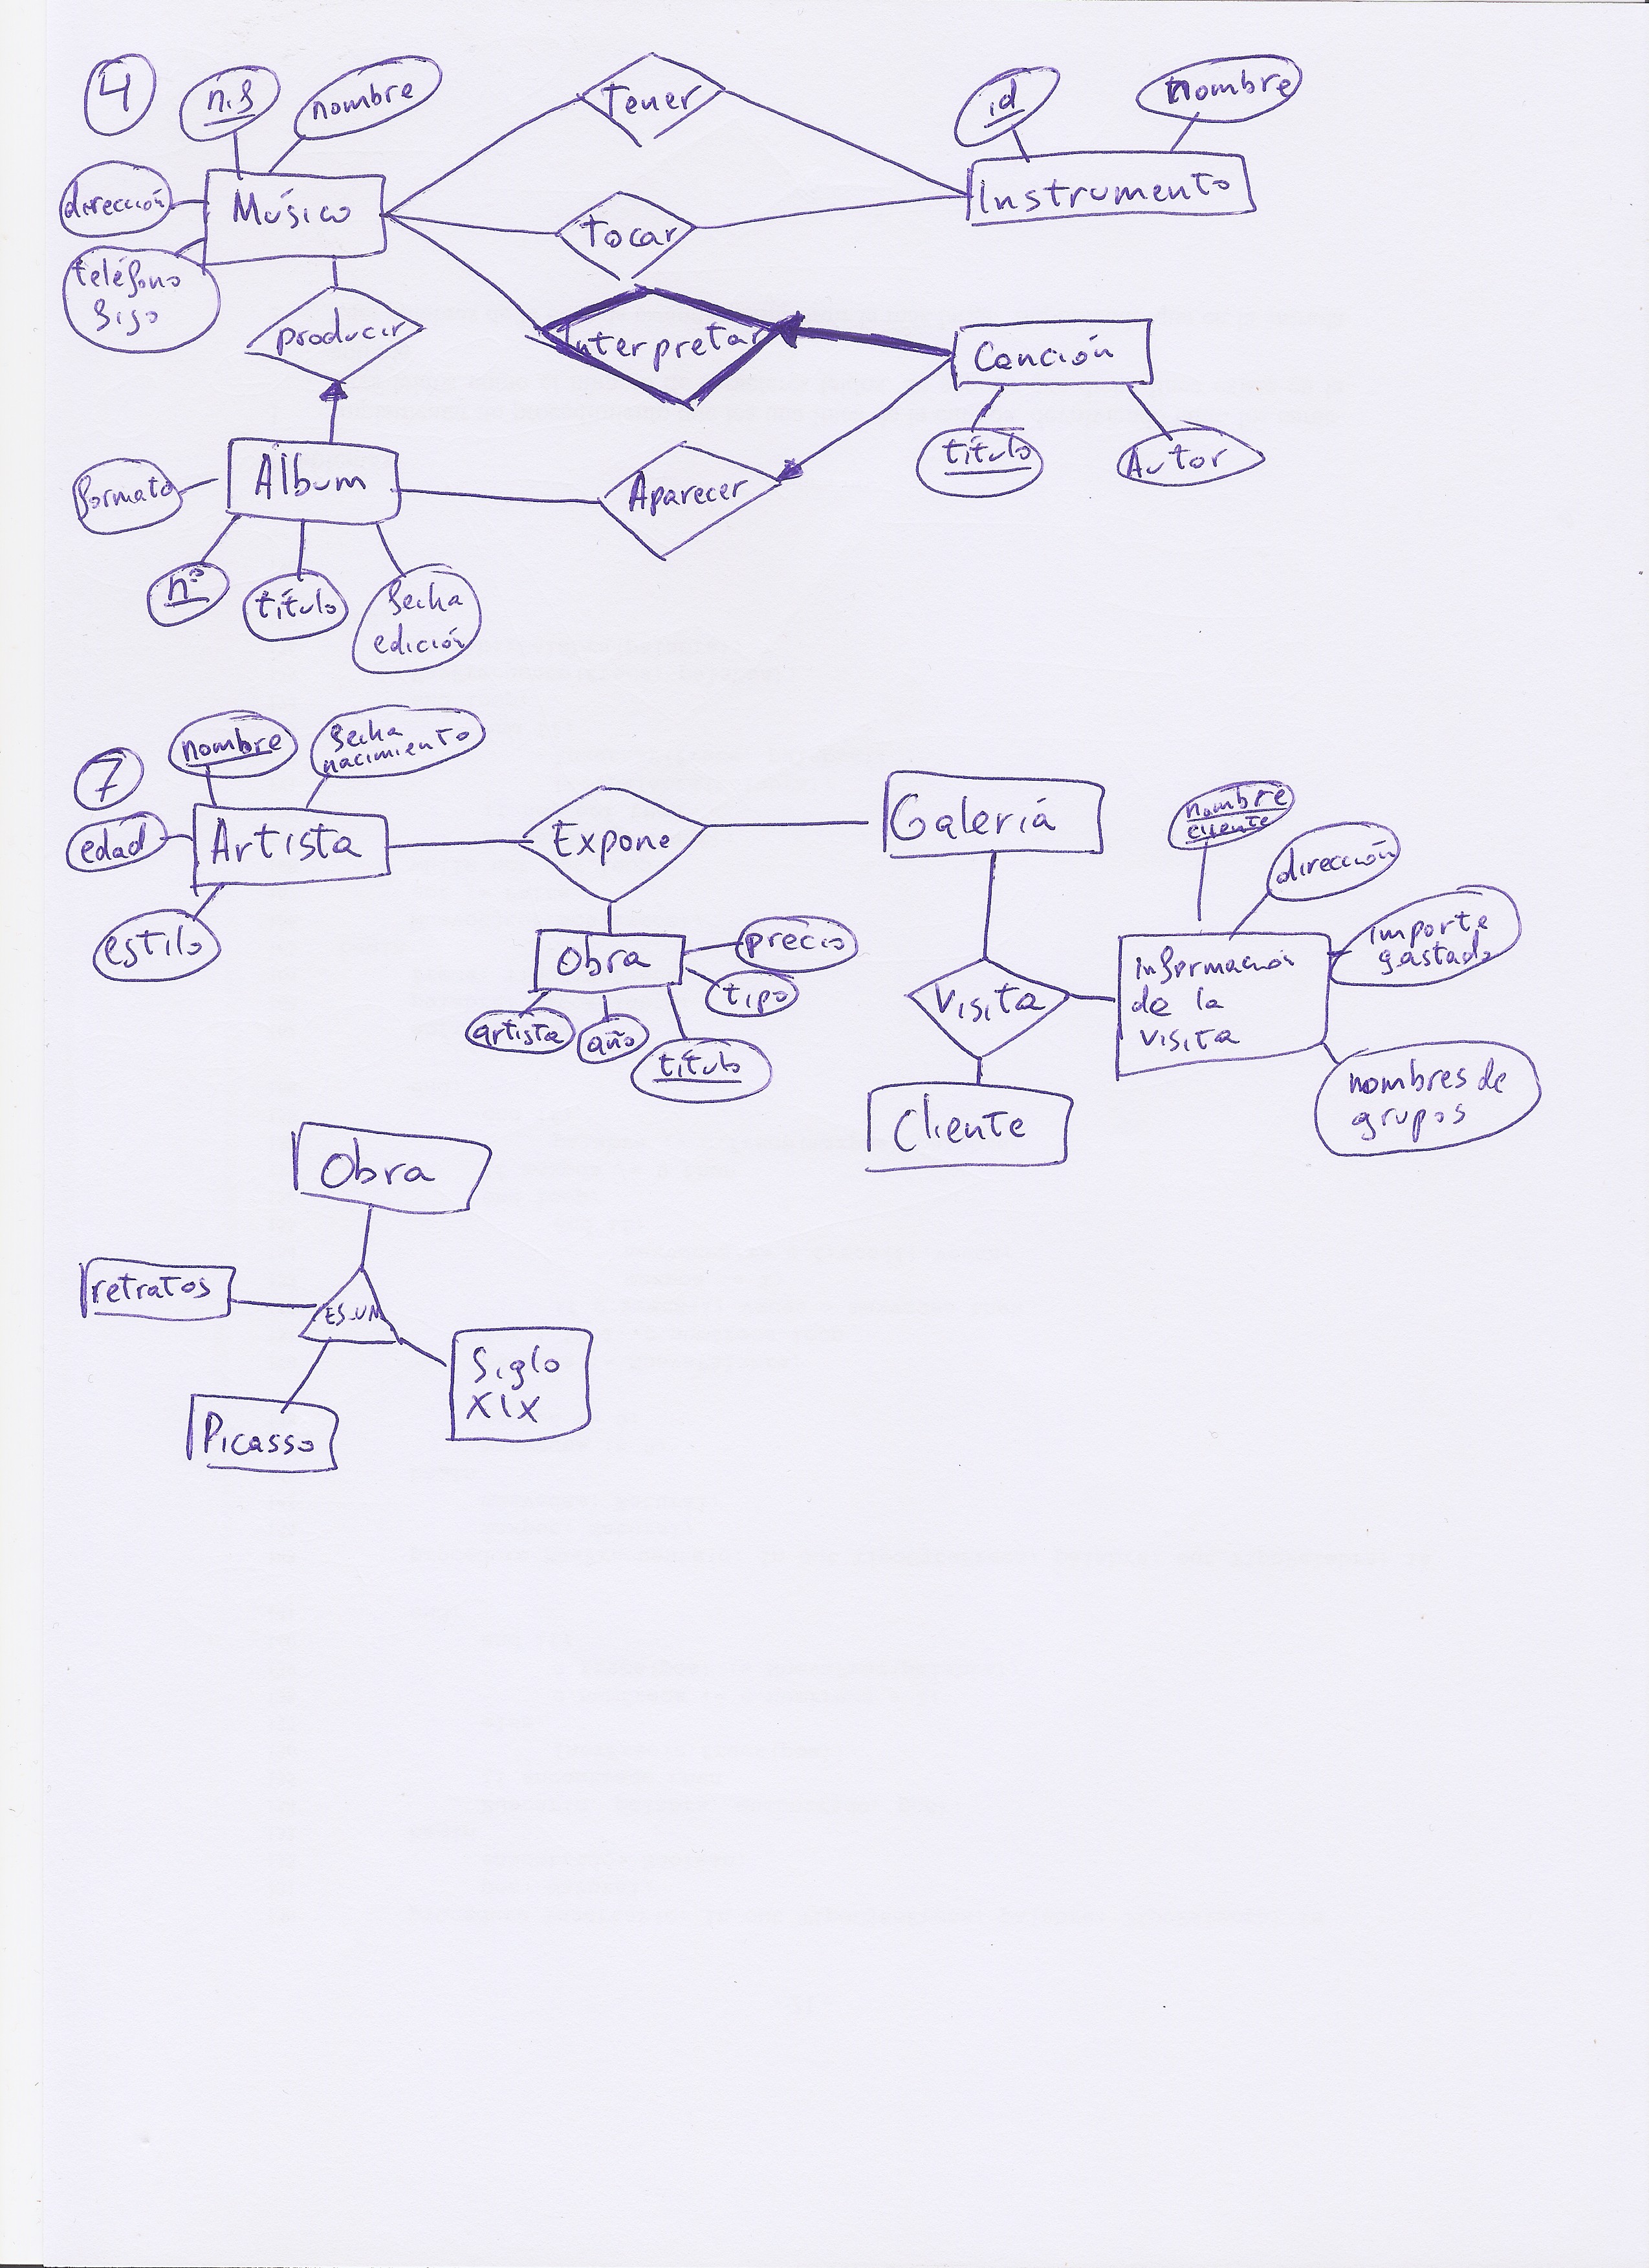 4
nif
nombre
Tener
id
nombre
dirección
Músico
Instrumento
Tocar
teléfono
fijo
producir
Interpretar
Canción
título
Autor
formato
Album
Aparecer
nº
título
fecha
edición
7
nombre
fecha
nacimiento
edad
Artista
Expone
Galería
nombre
cliente
dirección
estilo
Obra
precio
tipo
artista
año
título
Visita
información
de la
visita
importe
gastado
nombres de
grupos
Cliente
Obra
retratos
ES-UN
Siglo
XIX
Picasso